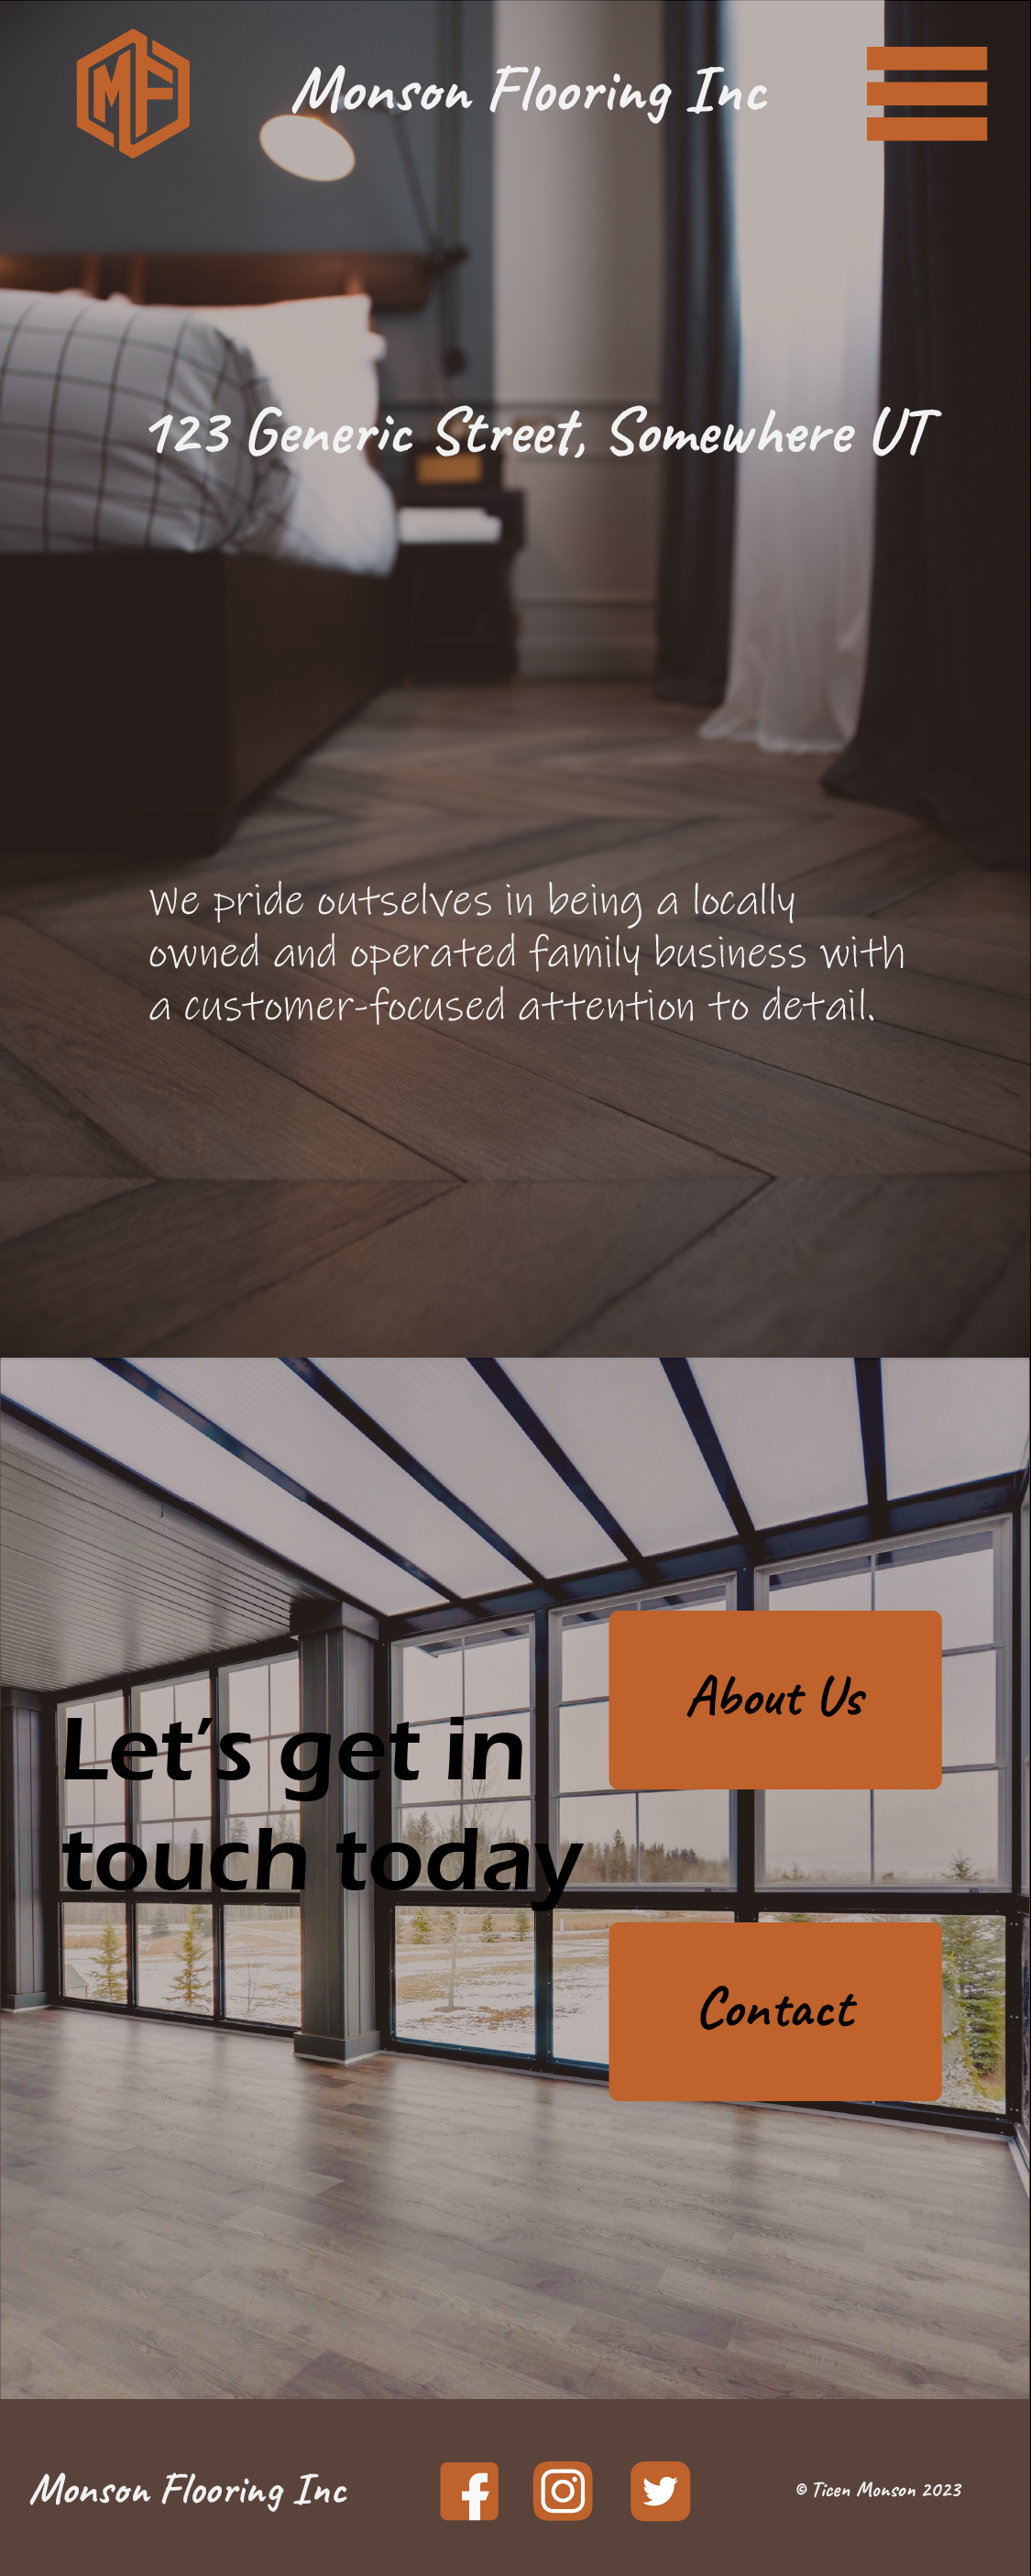 MF
Monson Flooring Inc
123 Generic Street, Somewhere UT
We pride outselves in being a locally
owned and operated family business with
a customer-focused attention to detail.
Let's get in
touch today
About Us
Contact
Monson Flooring Inc
© Ticen Monson 2023